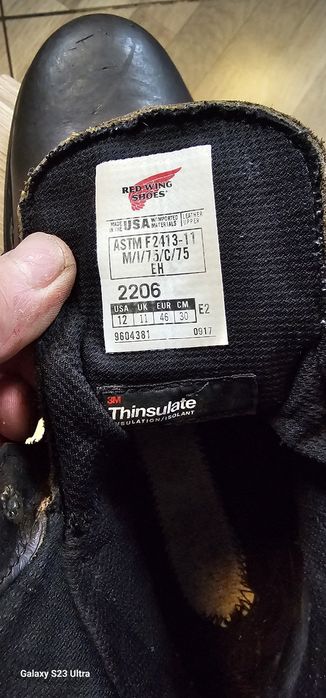 RED WING
SHOES
MADE IN THE USA WITH IMPORTED MATERIALS LEATHER UPPER
ASTM F2413-11
M/I/75/C/75
EH
2206
USA UK EUR CM
12 11 46 30 E2
9604381 0917
3M
Thinsulate
INSULATION/ISOLANT
Galaxy S23 Ultra